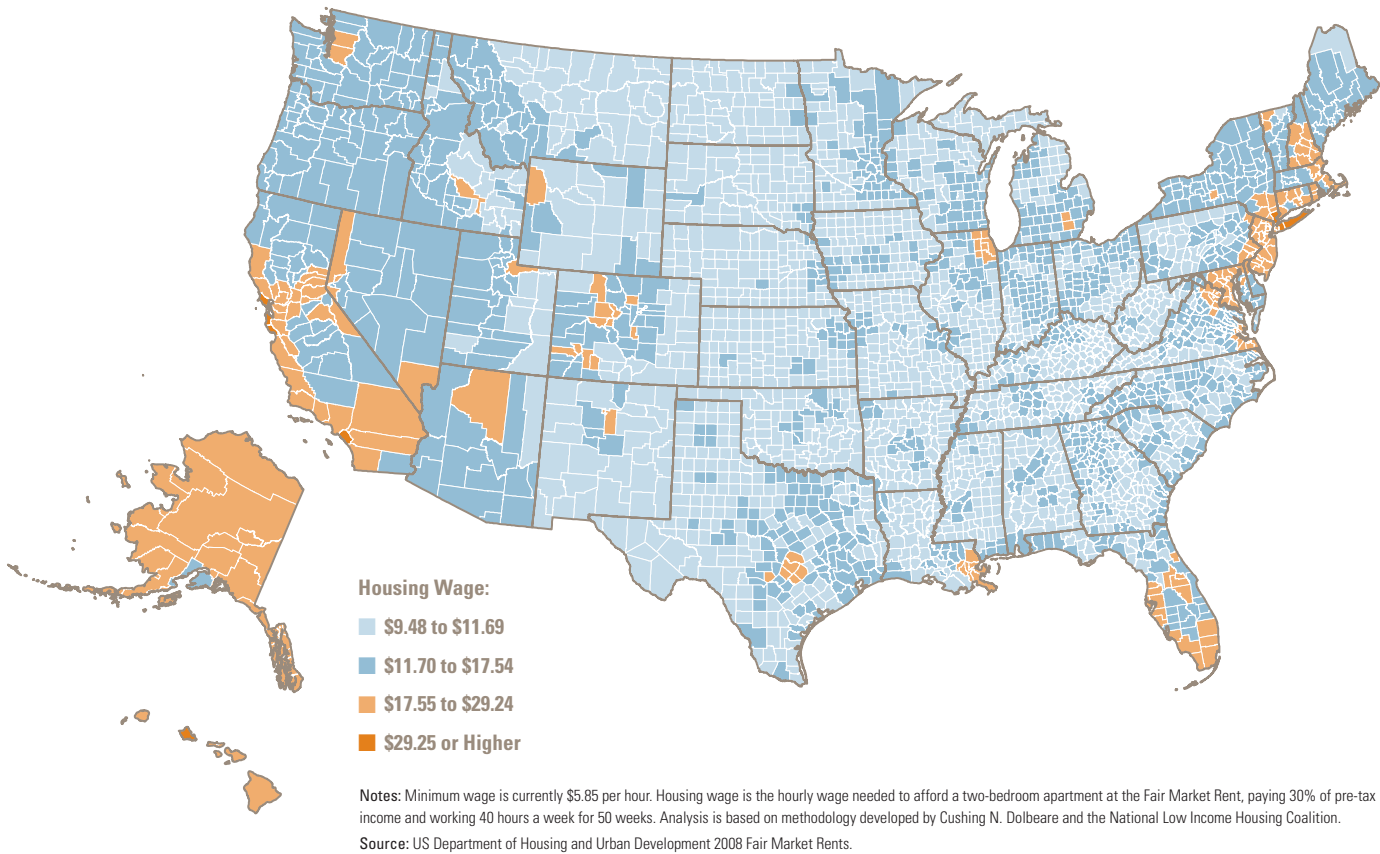 Housing Wage:
$9.48 to $11.69
$11.70 to $17.54
$17.55 to $29.24
$29.25 or Higher
Notes: Minimum wage is currently $5.85 per hour. Housing wage is the hourly wage needed to afford a two-bedroom apartment at the Fair Market Rent, paying 30% of pre-tax
income and working 40 hours a week for 50 weeks. Analysis is based on methodology developed by Cushing N. Dolbeare and the National Low Income Housing Coalition.
Source: US Department of Housing and Urban Development 2008 Fair Market Rents.